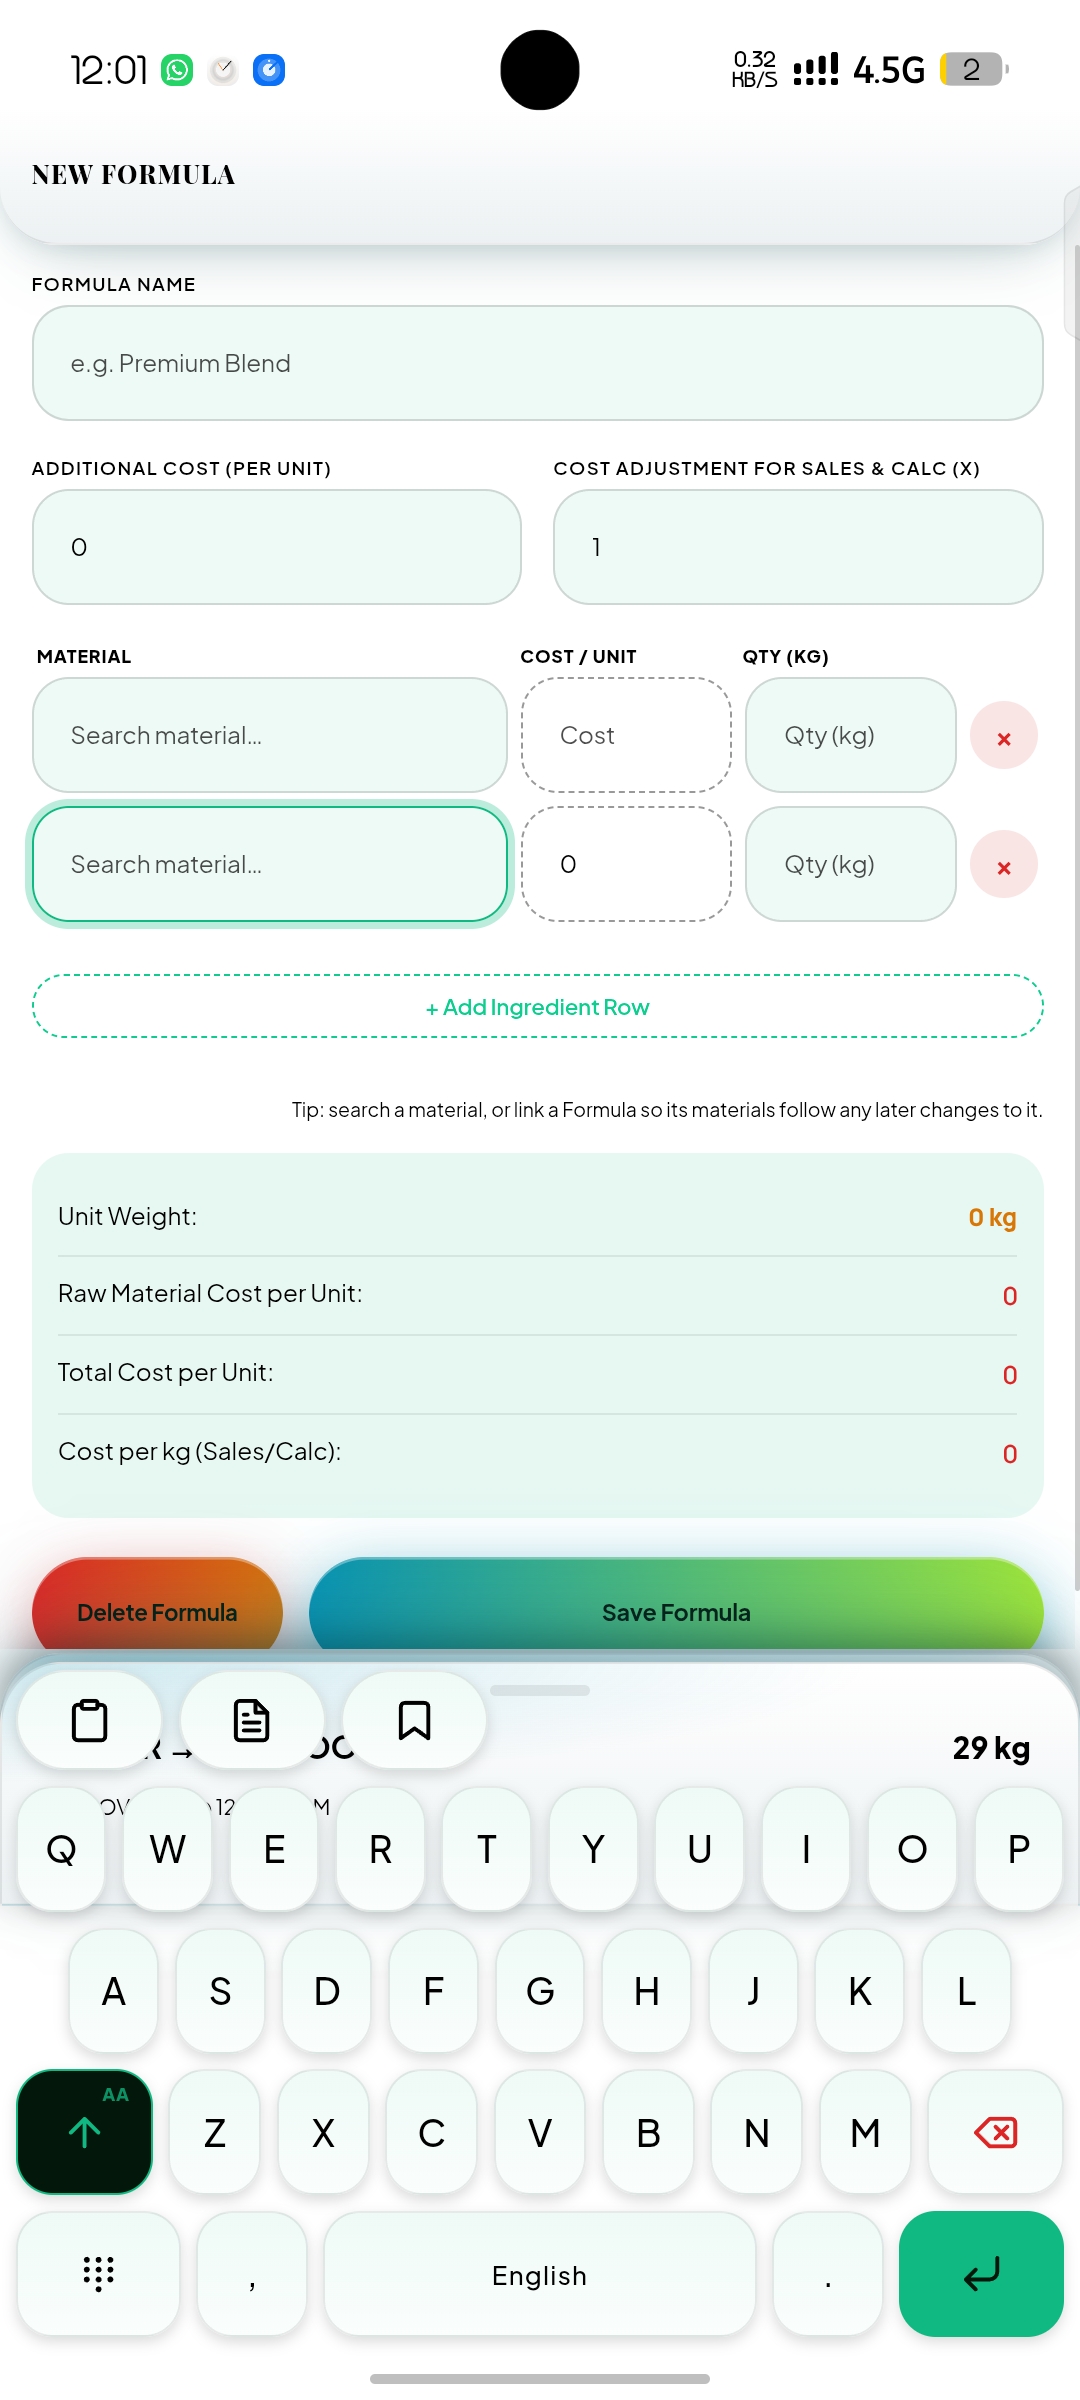 12:01
0.32 KB/S 4.5G 2
NEW FORMULA
FORMULA NAME
e.g. Premium Blend
ADDITIONAL COST (PER UNIT) COST ADJUSTMENT FOR SALES & CALC (X)
0 1
MATERIAL COST / UNIT QTY (KG)
Search material... Cost Qty (kg) ×
Search material... 0 Qty (kg) ×
+ Add Ingredient Row
Tip: search a material, or link a Formula so its materials follow any later changes to it.
Unit Weight: 0 kg
Raw Material Cost per Unit: 0
Total Cost per Unit: 0
Cost per kg (Sales/Calc): 0
Delete Formula Save Formula
→ 29 kg
12
Q W E R T Y U I O P
A S D F G H J K L
AA
Z X C V B N M
, English .